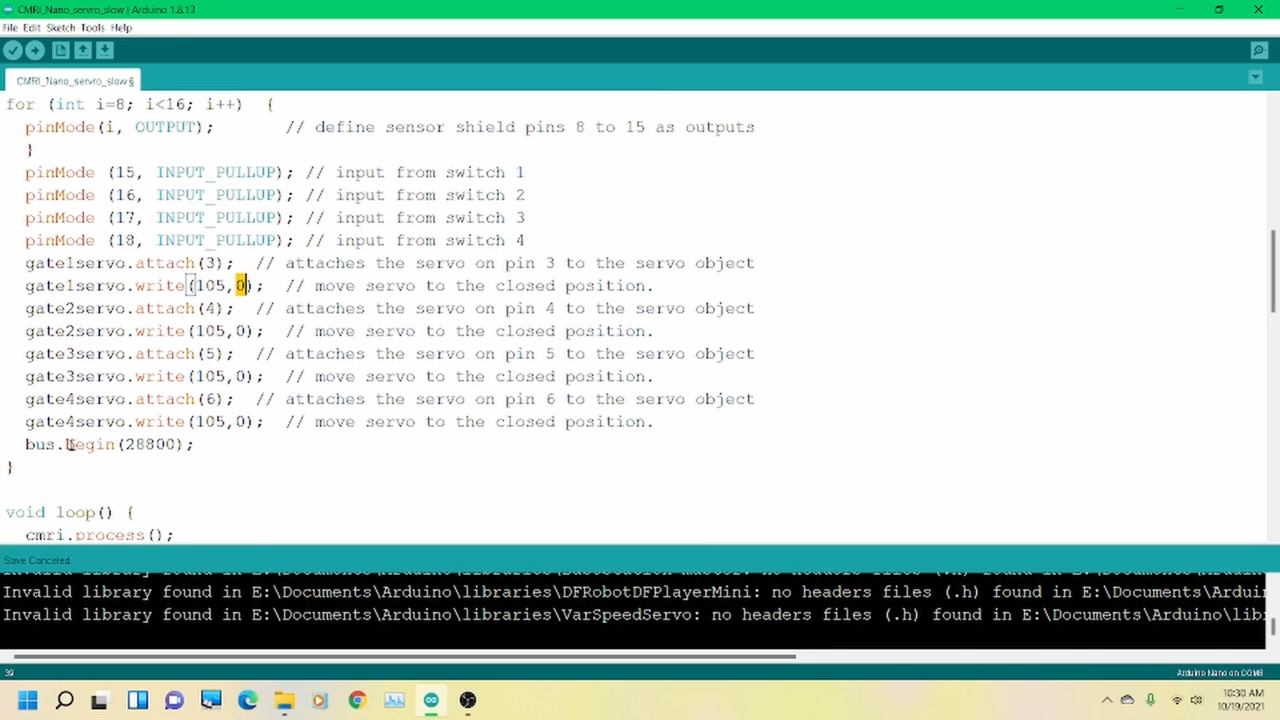 CMRI_Nano_servro_slow | Arduino 1.8.13
File Edit Sketch Tools Help
CMRI_Nano_servro_slow §
for (int i=8; i<16; i++)  {
pinMode(i, OUTPUT);       // define sensor shield pins 8 to 15 as outputs
}
pinMode (15, INPUT_PULLUP); // input from switch 1
pinMode (16, INPUT_PULLUP); // input from switch 2
pinMode (17, INPUT_PULLUP); // input from switch 3
pinMode (18, INPUT_PULLUP); // input from switch 4
gate1servo.attach(3);  // attaches the servo on pin 3 to the servo object
gate1servo.write(105,0);  // move servo to the closed position.
gate2servo.attach(4);  // attaches the servo on pin 4 to the servo object
gate2servo.write(105,0);  // move servo to the closed position.
gate3servo.attach(5);  // attaches the servo on pin 5 to the servo object
gate3servo.write(105,0);  // move servo to the closed position.
gate4servo.attach(6);  // attaches the servo on pin 6 to the servo object
gate4servo.write(105,0);  // move servo to the closed position.
bus.begin(28800);
}
void loop() {
cmri.process();
Save Canceled
Invalid library found in E:\Documents\Arduino\libraries\DFRobotDFPlayerMini: no headers files (.h) found in E:\Documents\Arduin
Invalid library found in E:\Documents\Arduino\libraries\VarSpeedServo: no headers files (.h) found in E:\Documents\Arduino\lib
39
Arduino Nano on COM8
10:30 AM
10/19/2021